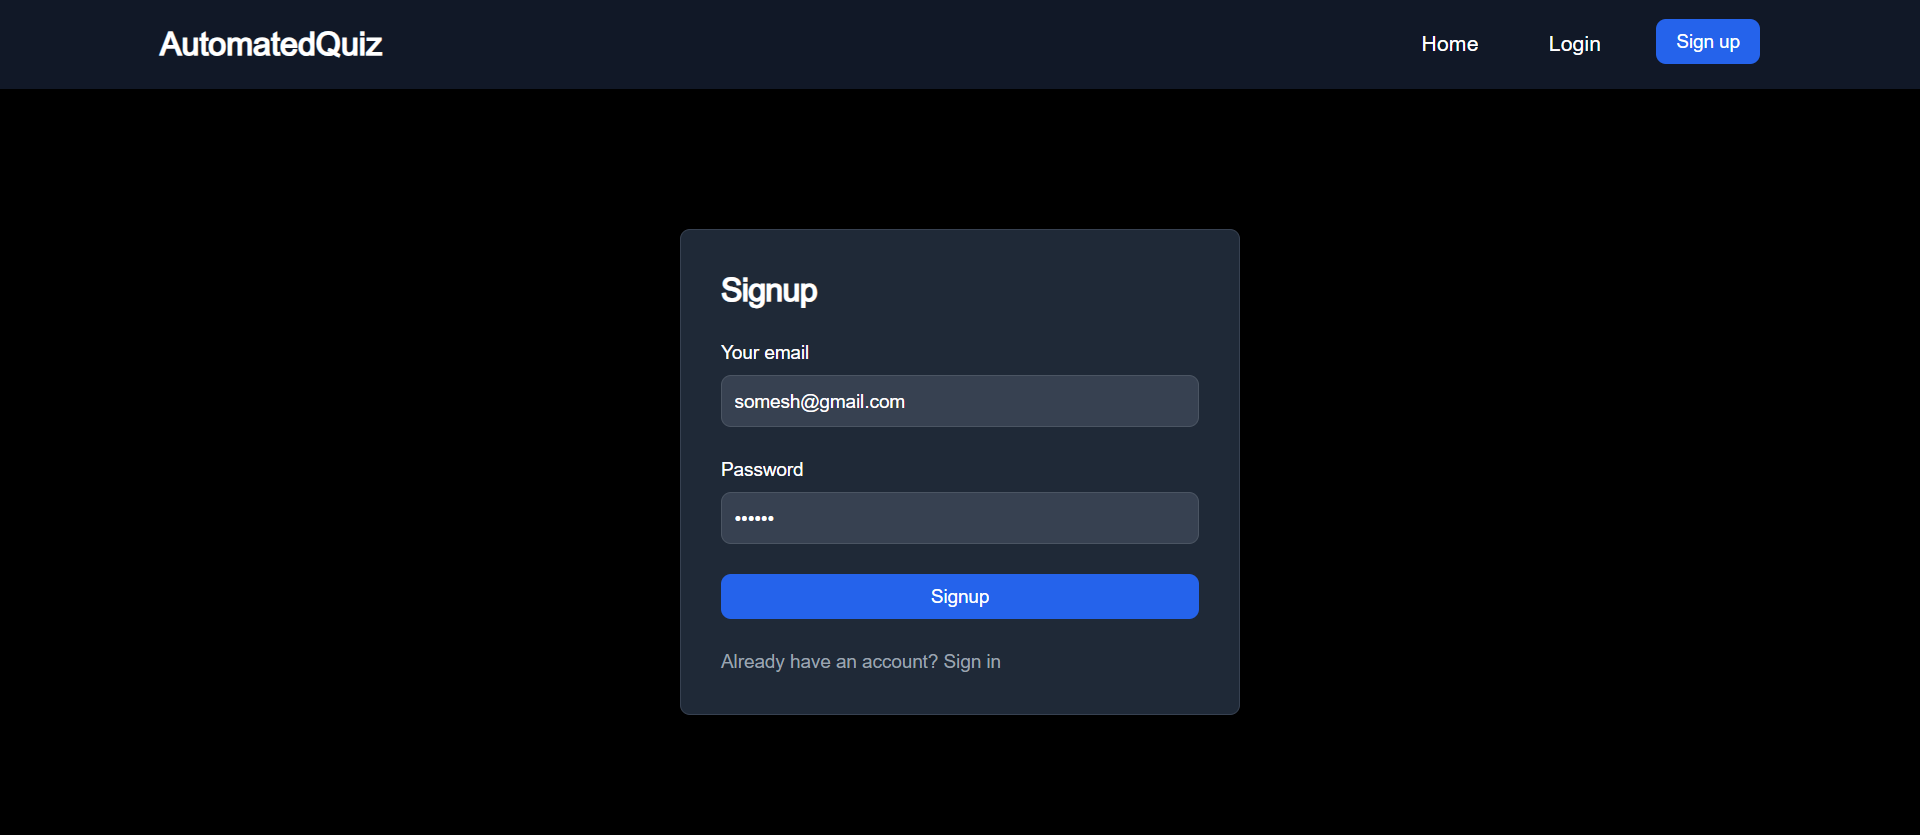 AutomatedQuiz
Home Login Sign up
Signup
Your email
somesh@gmail.com
Password
••••••
Signup
Already have an account? Sign in